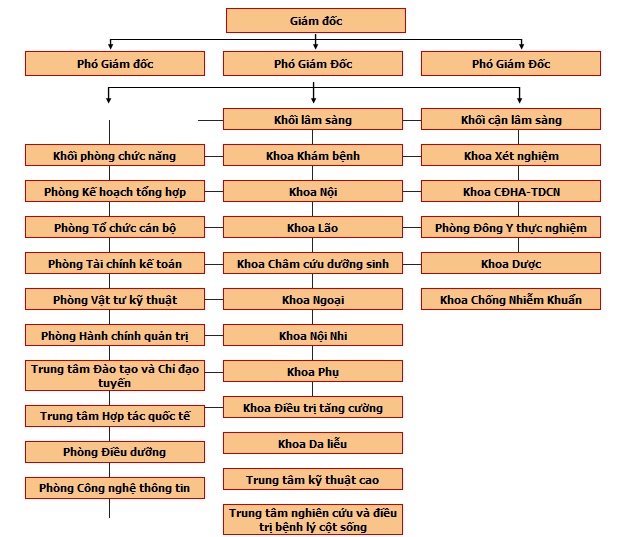 Giám đốc
Phó Giám đốc
Phó Giám Đốc
Phó Giám Đốc
Khối phòng chức năng
Phòng Kế hoạch tổng hợp
Phòng Tổ chức cán bộ
Phòng Tài chính kế toán
Phòng Vật tư kỹ thuật
Phòng Hành chính quản trị
Trung tâm Đào tạo và Chỉ đạo
tuyến
Trung tâm Hợp tác quốc tế
Phòng Điều dưỡng
Phòng Công nghệ thông tin
Khối lâm sàng
Khoa Khám bệnh
Khoa Nội
Khoa Lão
Khoa Châm cứu dưỡng sinh
Khoa Ngoại
Khoa Nội Nhi
Khoa Phụ
Khoa Điều trị tăng cường
Khoa Da liễu
Trung tâm kỹ thuật cao
Trung tâm nghiên cứu và điều
trị bệnh lý cột sống
Khối cận lâm sàng
Khoa Xét nghiệm
Khoa CĐHA-TDCN
Phòng Đông Y thực nghiệm
Khoa Dược
Khoa Chống Nhiễm Khuẩn